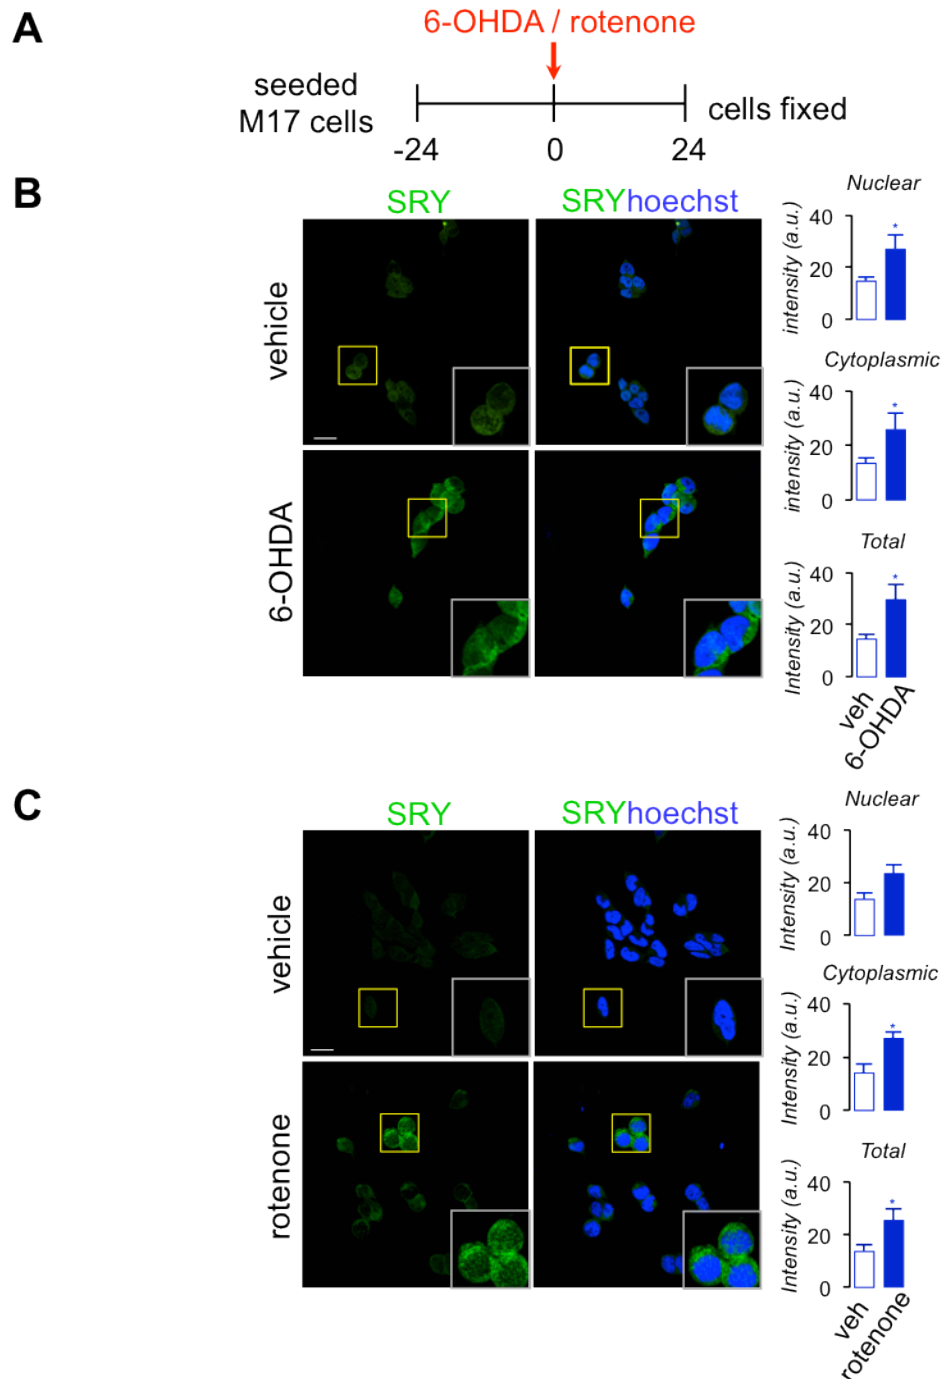 A
6-OHDA / rotenone
seeded
M17 cells
cells fixed
-24 0 24
B
SRY SRYhoechst
vehicle
6-OHDA
Nuclear
intensity (a.u.)
40
20
0
*
Cytoplasmic
intensity (a.u.)
40
20
0
*
Total
Intensity (a.u.)
40
20
0
*
veh
6-OHDA
C
SRY SRYhoechst
vehicle
rotenone
Nuclear
Intensity (a.u.)
40
20
0
Cytoplasmic
Intensity (a.u.)
40
20
0
*
Total
Intensity (a.u.)
40
20
0
*
veh
rotenone